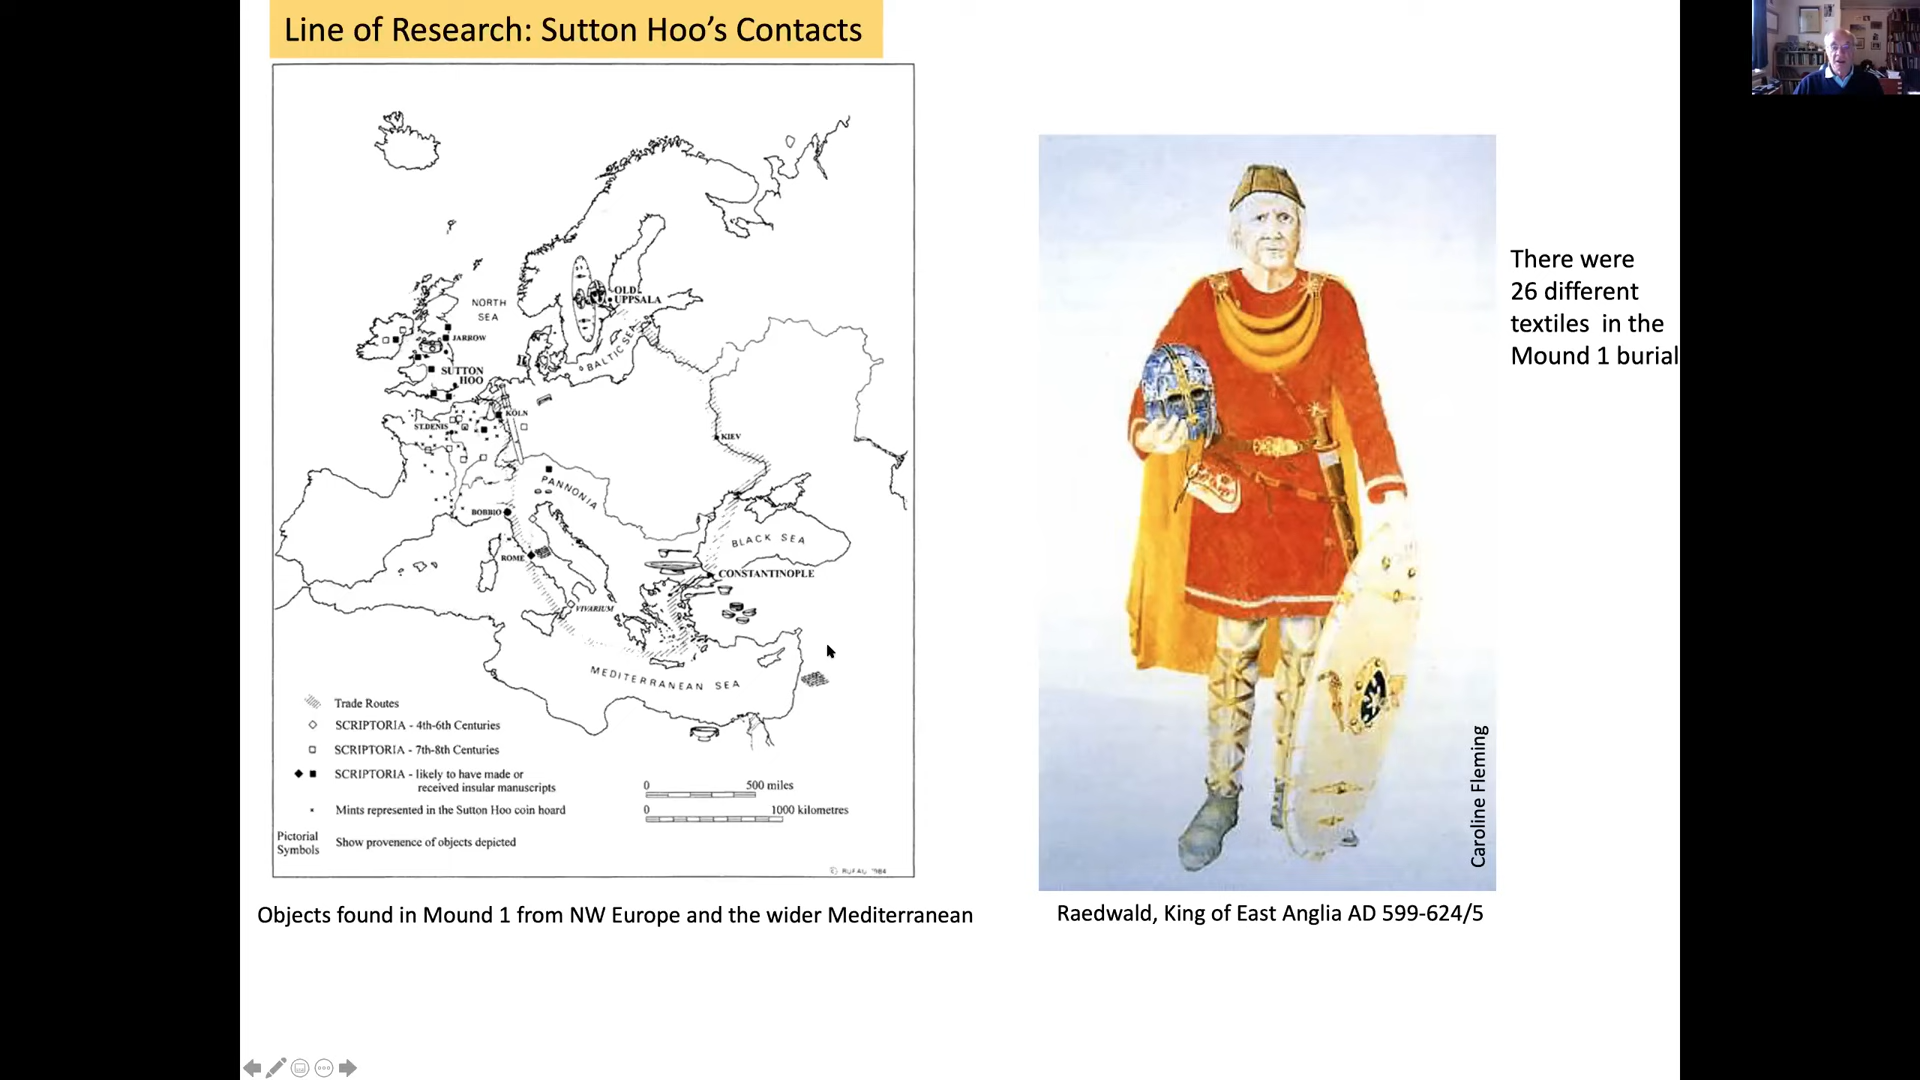 Line of Research: Sutton Hoo's Contacts
NORTH
SEA
OLD
UPPSALA
JARROW
SUTTON
HOO
BALTIC SEA
KÖLN
ST.DENIS
KIEV
PANNONIA
BOBBIO
BLACK SEA
ROME
CONSTANTINOPLE
VIVARIUM
MEDITERRANEAN SEA
Trade Routes
SCRIPTORIA - 4th-6th Centuries
SCRIPTORIA - 7th-8th Centuries
SCRIPTORIA - likely to have made or
received insular manuscripts
Mints represented in the Sutton Hoo coin hoard
Pictorial
Symbols
Show provenence of objects depicted
0 500 miles
0 1000 kilometres
Objects found in Mound 1 from NW Europe and the wider Mediterranean
Caroline Fleming
Raedwald, King of East Anglia AD 599-624/5
There were
26 different
textiles in the
Mound 1 burial